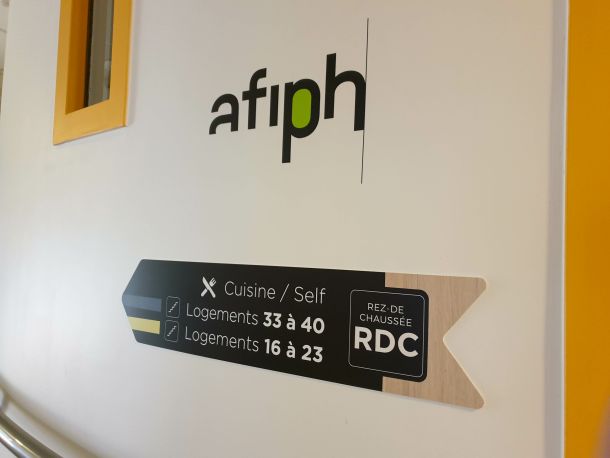 afiph
Cuisine / Self
Logements 33 à 40
Logements 16 à 23
REZ-DE
CHAUSSÉE
RDC